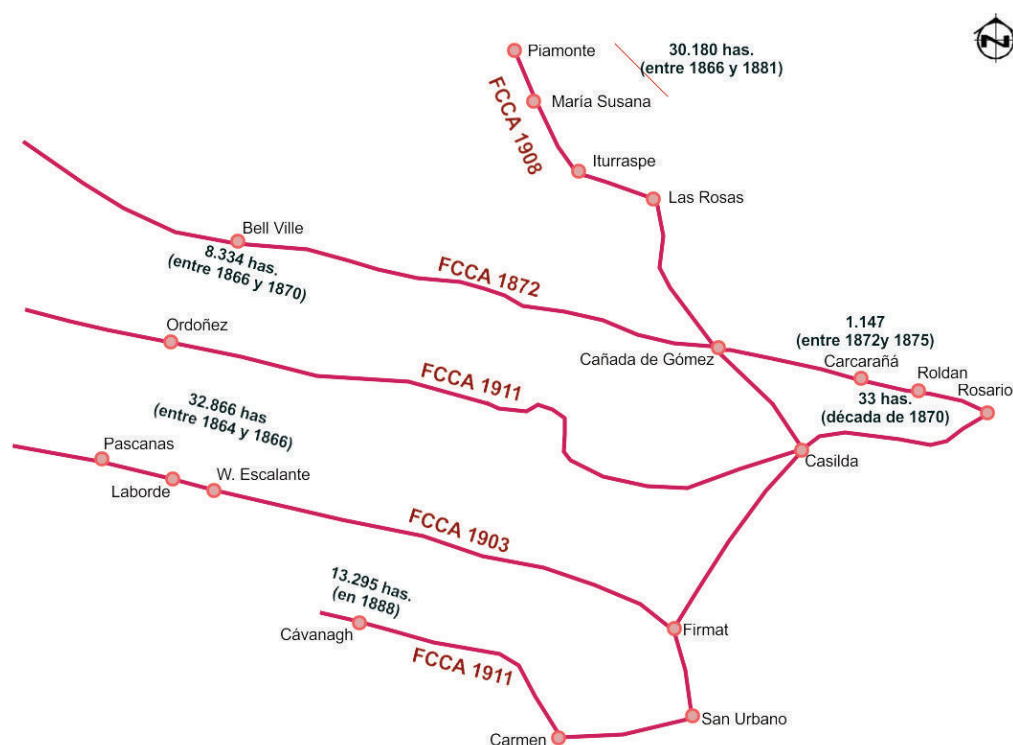 Piamonte
30.180 has.
(entre 1866 y 1881)
María Susana
FCCA 1908
Iturraspe
Las Rosas
Bell Ville
8.334 has.
(entre 1866 y 1870)
FCCA 1872
Ordoñez
Cañada de Gómez
1.147
(entre 1872y 1875)
Carcarañá
Roldan
Rosario
33 has.
(década de 1870)
FCCA 1911
32.866 has
(entre 1864 y 1866)
Casilda
Pascanas
Laborde
W. Escalante
FCCA 1903
13.295 has.
(en 1888)
Cávanagh
FCCA 1911
Firmat
San Urbano
Carmen